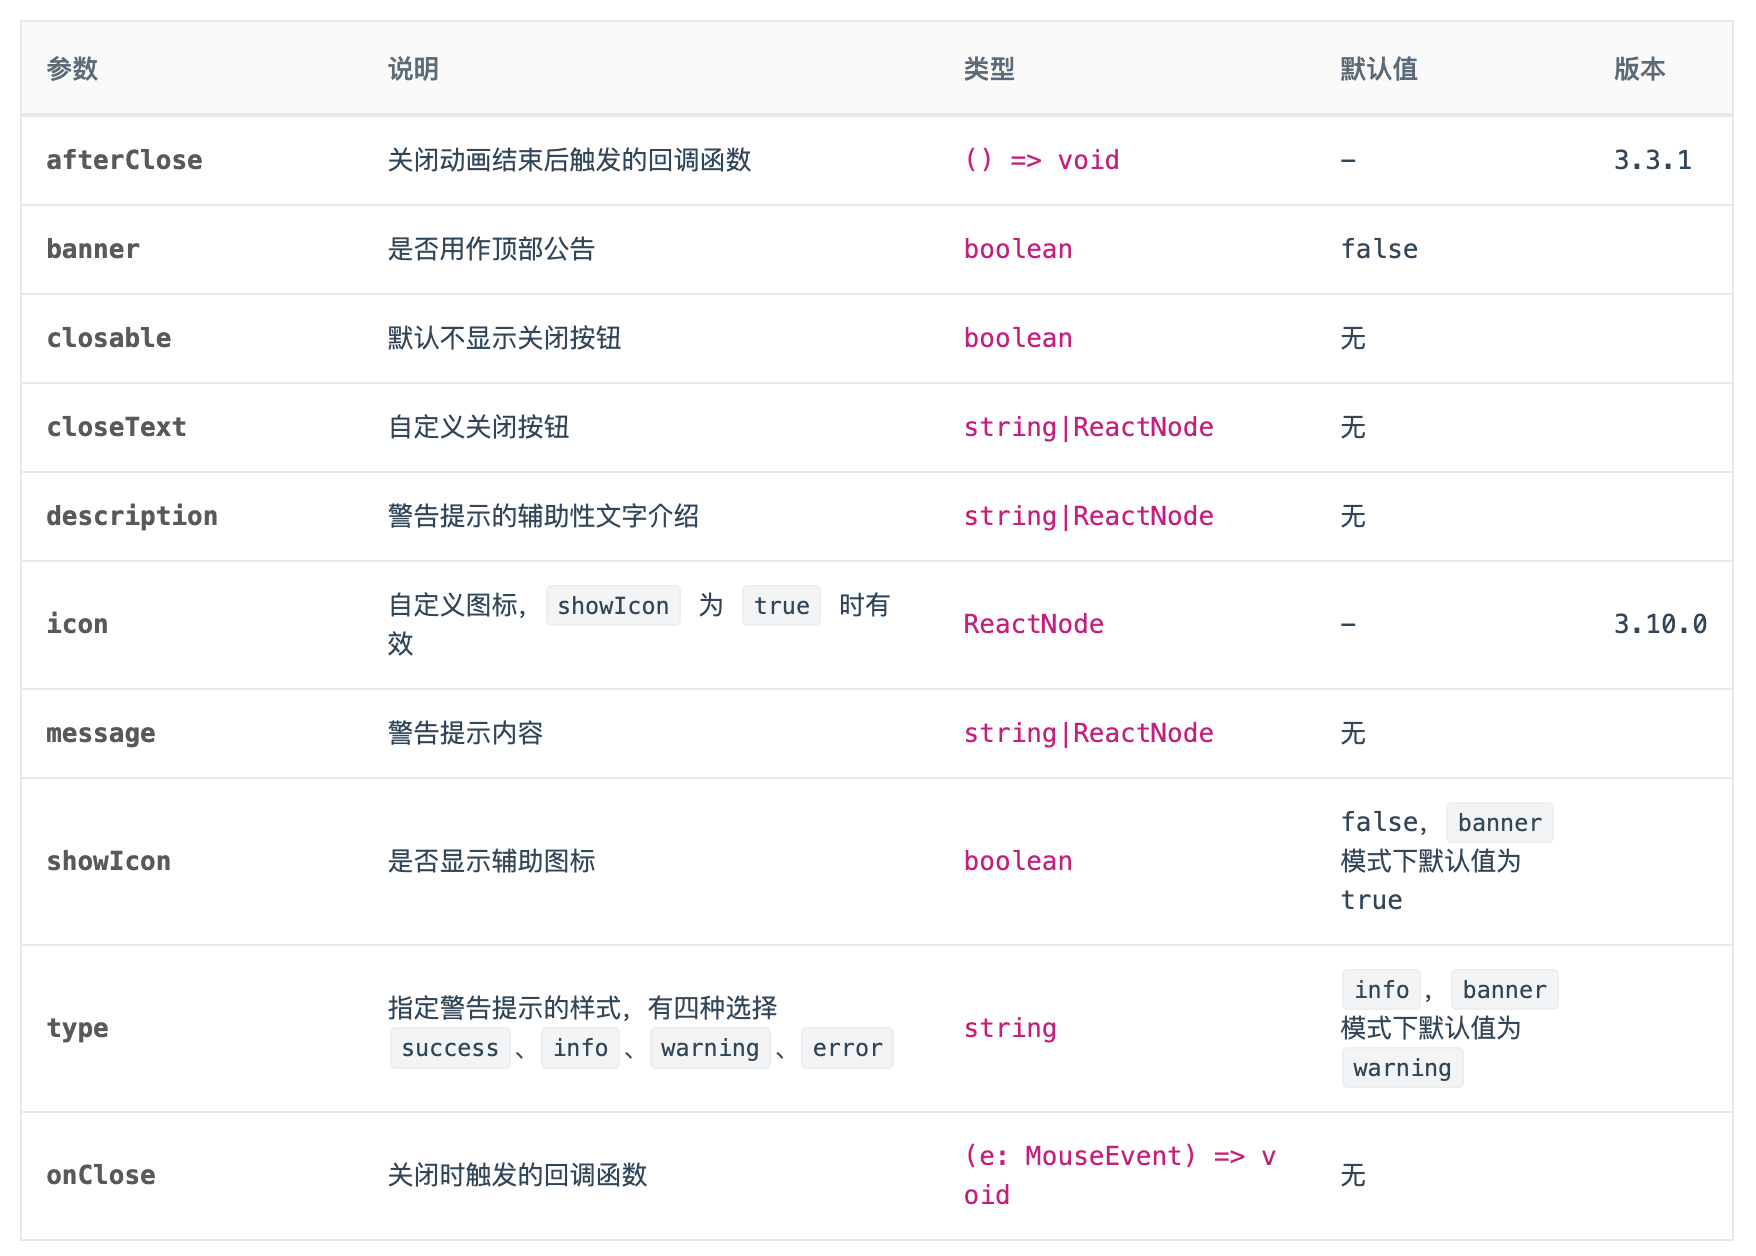 参数 说明 类型 默认值 版本
afterClose 关闭动画结束后触发的回调函数 () => void – 3.3.1
banner 是否用作顶部公告 boolean false
closable 默认不显示关闭按钮 boolean 无
closeText 自定义关闭按钮 string|ReactNode 无
description 警告提示的辅助性文字介绍 string|ReactNode 无
icon 自定义图标, showIcon 为 true 时有
效 ReactNode – 3.10.0
message 警告提示内容 string|ReactNode 无
showIcon 是否显示辅助图标 boolean false, banner
模式下默认值为
true
type 指定警告提示的样式, 有四种选择
success 、 info 、 warning 、 error string info , banner
模式下默认值为
warning
onClose 关闭时触发的回调函数 (e: MouseEvent) => v
oid 无